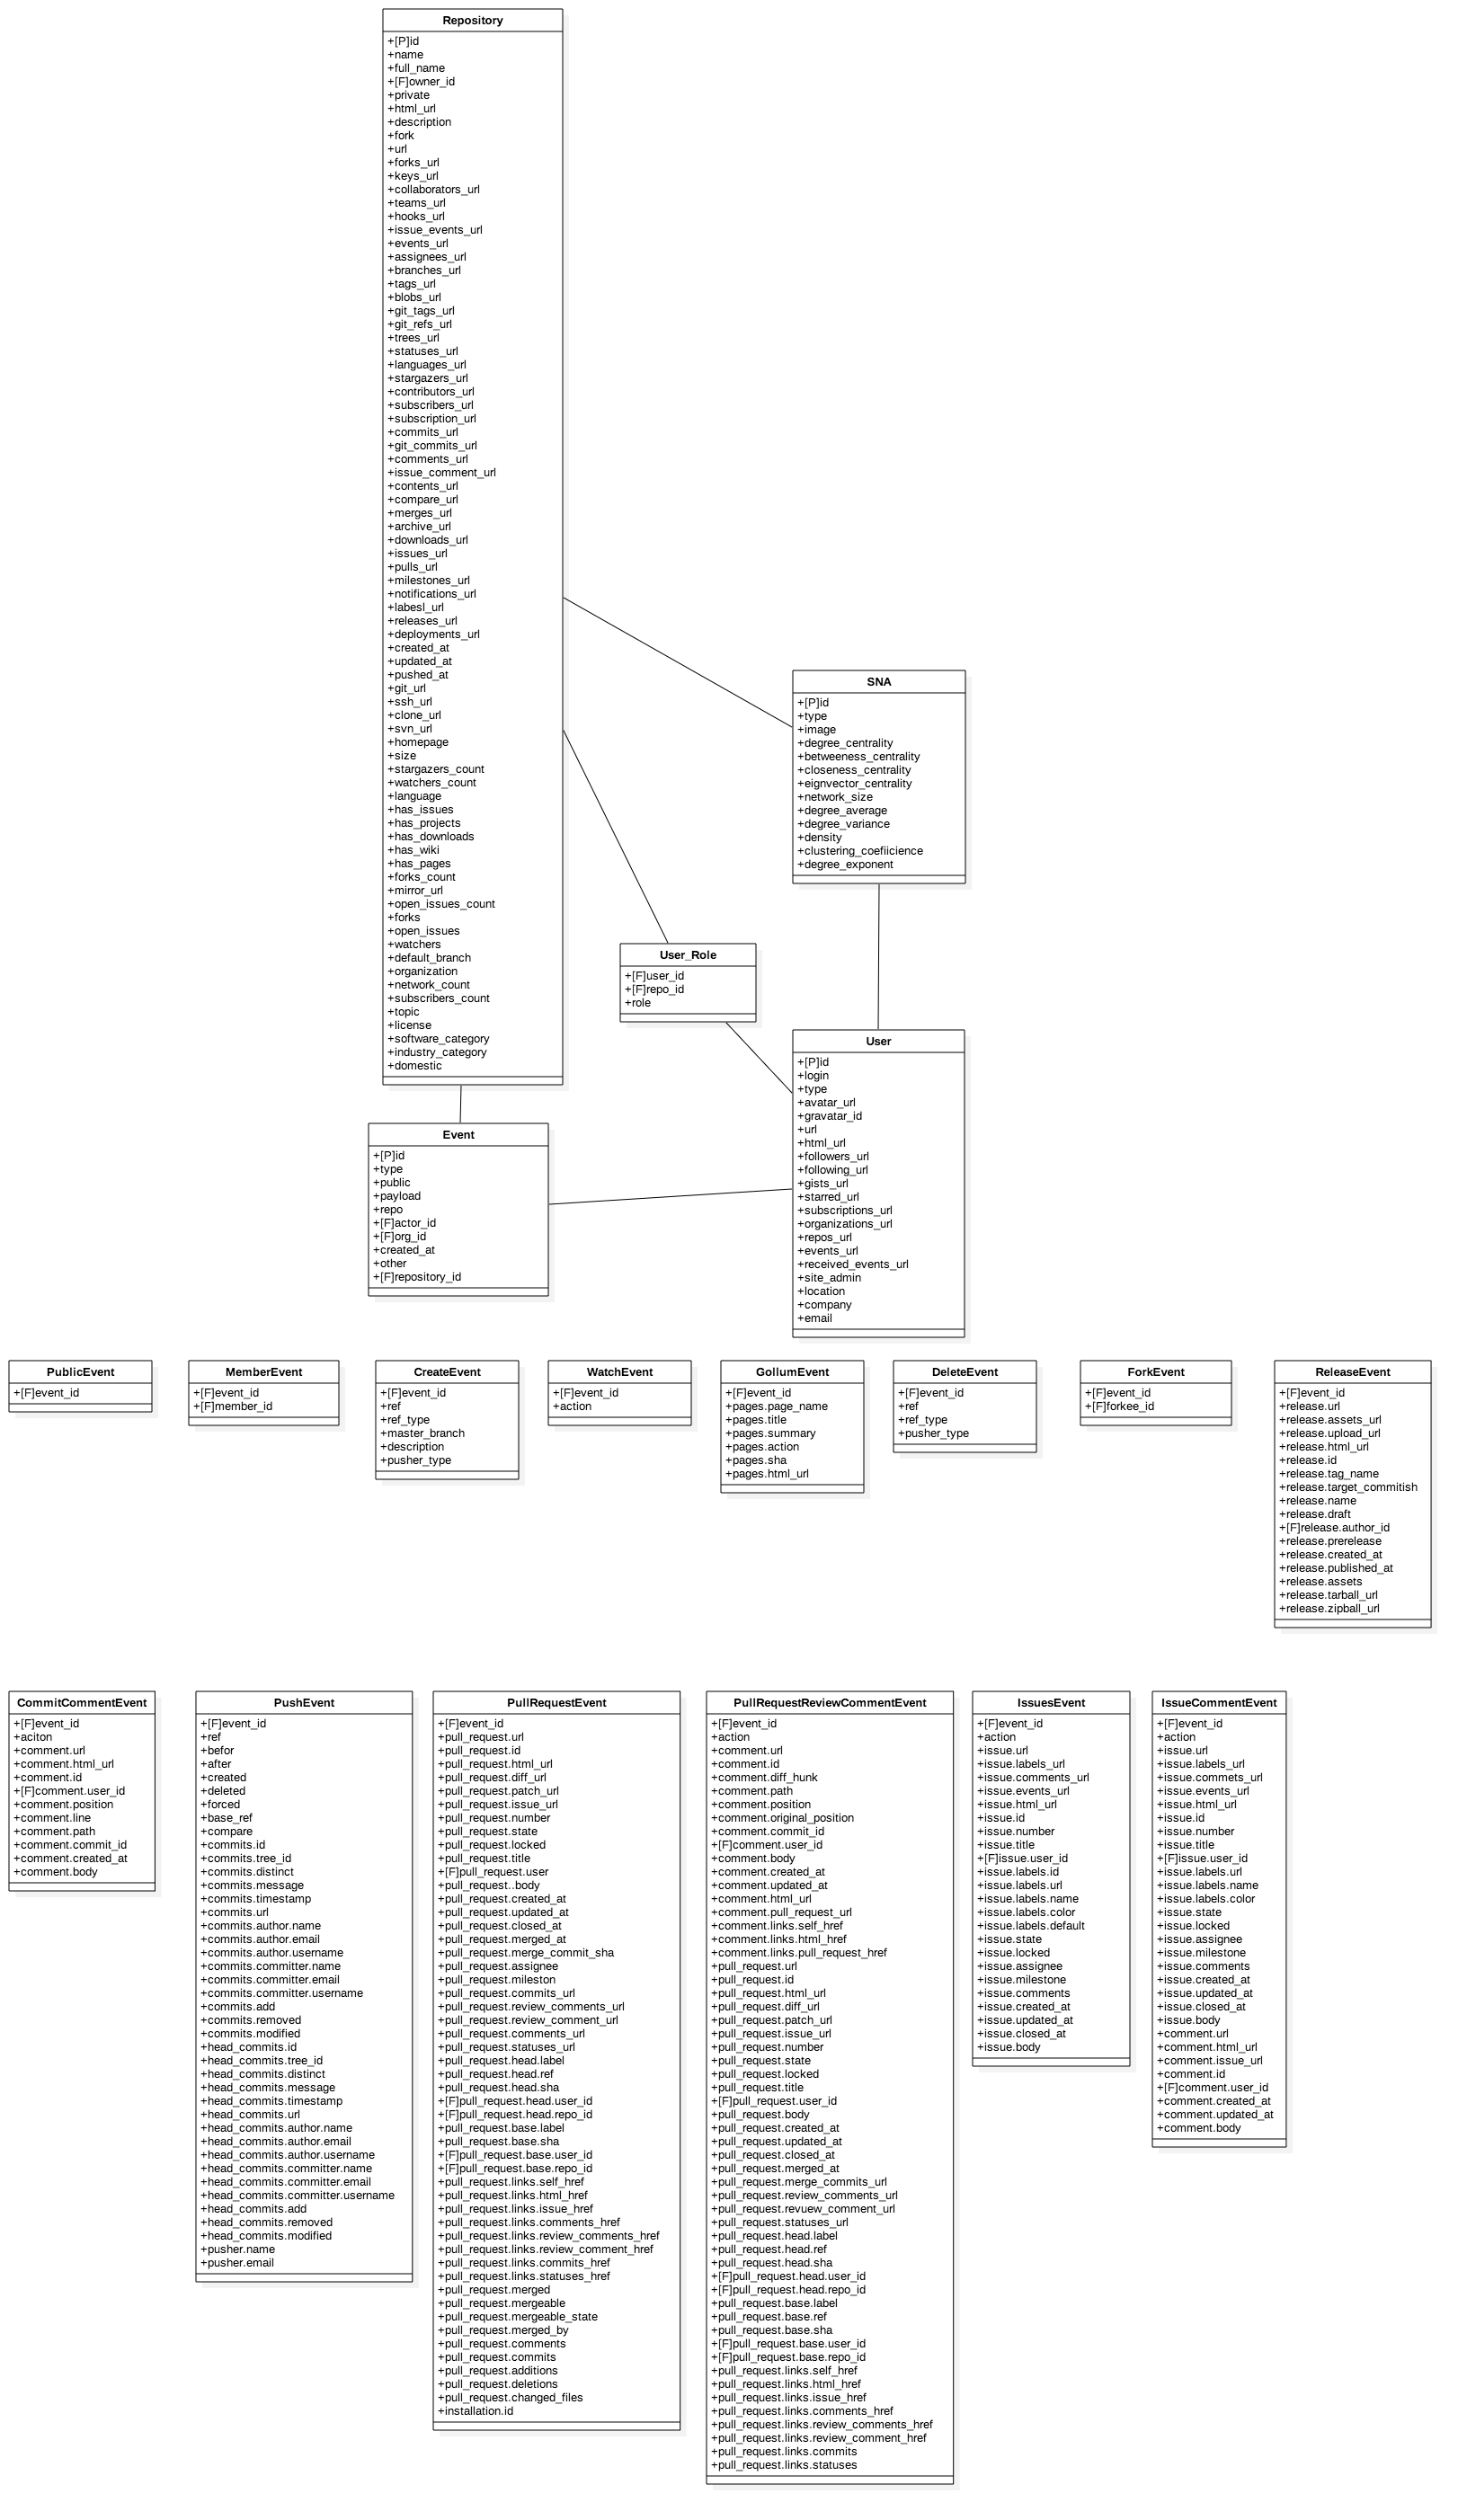 Repository
+[P]id
+name
+full_name
+[F]owner_id
+private
+html_url
+description
+fork
+url
+forks_url
+keys_url
+collaborators_url
+teams_url
+hooks_url
+issue_events_url
+events_url
+assignees_url
+branches_url
+tags_url
+blobs_url
+git_tags_url
+git_refs_url
+trees_url
+statuses_url
+languages_url
+stargazers_url
+contributors_url
+subscribers_url
+subscription_url
+commits_url
+git_commits_url
+comments_url
+issue_comment_url
+contents_url
+compare_url
+merges_url
+archive_url
+downloads_url
+issues_url
+pulls_url
+milestones_url
+notifications_url
+labesl_url
+releases_url
+deployments_url
+created_at
+updated_at
+pushed_at
+git_url
+ssh_url
+clone_url
+svn_url
+homepage
+size
+stargazers_count
+watchers_count
+language
+has_issues
+has_projects
+has_downloads
+has_wiki
+has_pages
+forks_count
+mirror_url
+open_issues_count
+forks
+open_issues
+watchers
+default_branch
+organization
+network_count
+subscribers_count
+topic
+license
+software_category
+industry_category
+domestic
SNA
+[P]id
+type
+image
+degree_centrality
+betweeness_centrality
+closeness_centrality
+eignvector_centrality
+network_size
+degree_average
+degree_variance
+density
+clustering_coefiicience
+degree_exponent
User_Role
+[F]user_id
+[F]repo_id
+role
User
+[P]id
+login
+type
+avatar_url
+gravatar_id
+url
+html_url
+followers_url
+following_url
+gists_url
+starred_url
+subscriptions_url
+organizations_url
+repos_url
+events_url
+received_events_url
+site_admin
+location
+company
+email
Event
+[P]id
+type
+public
+payload
+repo
+[F]actor_id
+[F]org_id
+created_at
+other
+[F]repository_id
PublicEvent
+[F]event_id
MemberEvent
+[F]event_id
+[F]member_id
CreateEvent
+[F]event_id
+ref
+ref_type
+master_branch
+description
+pusher_type
WatchEvent
+[F]event_id
+action
GollumEvent
+[F]event_id
+pages.page_name
+pages.title
+pages.summary
+pages.action
+pages.sha
+pages.html_url
DeleteEvent
+[F]event_id
+ref
+ref_type
+pusher_type
ForkEvent
+[F]event_id
+[F]forkee_id
ReleaseEvent
+[F]event_id
+release.url
+release.assets_url
+release.upload_url
+release.html_url
+release.id
+release.tag_name
+release.target_commitish
+release.name
+release.draft
+[F]release.author_id
+release.prerelease
+release.created_at
+release.published_at
+release.assets
+release.tarball_url
+release.zipball_url
CommitCommentEvent
+[F]event_id
+aciton
+comment.url
+comment.html_url
+comment.id
+[F]comment.user_id
+comment.position
+comment.line
+comment.path
+comment.commit_id
+comment.created_at
+comment.body
PushEvent
+[F]event_id
+ref
+befor
+after
+created
+deleted
+forced
+base_ref
+compare
+commits.id
+commits.tree_id
+commits.distinct
+commits.message
+commits.timestamp
+commits.url
+commits.author.name
+commits.author.email
+commits.author.username
+commits.committer.name
+commits.committer.email
+commits.committer.username
+commits.add
+commits.removed
+commits.modified
+head_commits.id
+head_commits.tree_id
+head_commits.distinct
+head_commits.message
+head_commits.timestamp
+head_commits.url
+head_commits.author.name
+head_commits.author.email
+head_commits.author.username
+head_commits.committer.name
+head_commits.committer.email
+head_commits.committer.username
+head_commits.add
+head_commits.removed
+head_commits.modified
+pusher.name
+pusher.email
PullRequestEvent
+[F]event_id
+pull_request.url
+pull_request.id
+pull_request.html_url
+pull_request.diff_url
+pull_request.patch_url
+pull_request.issue_url
+pull_request.number
+pull_request.state
+pull_request.locked
+pull_request.title
+[F]pull_request.user
+pull_request..body
+pull_request.created_at
+pull_request.updated_at
+pull_request.closed_at
+pull_request.merged_at
+pull_request.merge_commit_sha
+pull_request.assignee
+pull_request.mileston
+pull_request.commits_url
+pull_request.review_comments_url
+pull_request.review_comment_url
+pull_request.comments_url
+pull_request.statuses_url
+pull_request.head.label
+pull_request.head.ref
+pull_request.head.sha
+[F]pull_request.head.user_id
+[F]pull_request.head.repo_id
+pull_request.base.label
+pull_request.base.sha
+[F]pull_request.base.user_id
+[F]pull_request.base.repo_id
+pull_request.links.self_href
+pull_request.links.html_href
+pull_request.links.issue_href
+pull_request.links.comments_href
+pull_request.links.review_comments_href
+pull_request.links.review_comment_href
+pull_request.links.commits_href
+pull_request.links.statuses_href
+pull_request.merged
+pull_request.mergeable
+pull_request.mergeable_state
+pull_request.merged_by
+pull_request.comments
+pull_request.commits
+pull_request.additions
+pull_request.deletions
+pull_request.changed_files
+installation.id
PullRequestReviewCommentEvent
+[F]event_id
+action
+comment.url
+comment.id
+comment.diff_hunk
+comment.path
+comment.position
+comment.original_position
+comment.commit_id
+[F]comment.user_id
+comment.body
+comment.created_at
+comment.updated_at
+comment.html_url
+comment.pull_request_url
+comment.links.self_href
+comment.links.html_href
+comment.links.pull_request_href
+pull_request.url
+pull_request.id
+pull_request.html_url
+pull_request.diff_url
+pull_request.patch_url
+pull_request.issue_url
+pull_request.number
+pull_request.state
+pull_request.locked
+pull_request.title
+[F]pull_request.user_id
+pull_request.body
+pull_request.created_at
+pull_request.updated_at
+pull_request.closed_at
+pull_request.merged_at
+pull_request.merge_commits_url
+pull_request.review_comments_url
+pull_request.revuew_comment_url
+pull_request.statuses_url
+pull_request.head.label
+pull_request.head.ref
+pull_request.head.sha
+[F]pull_request.head.user_id
+[F]pull_request.head.repo_id
+pull_request.base.label
+pull_request.base.ref
+pull_request.base.sha
+[F]pull_request.base.user_id
+[F]pull_request.base.repo_id
+pull_request.links.self_href
+pull_request.links.html_href
+pull_request.links.issue_href
+pull_request.links.comments_href
+pull_request.links.review_comments_href
+pull_request.links.review_comment_href
+pull_request.links.commits
+pull_request.links.statuses
IssuesEvent
+[F]event_id
+action
+issue.url
+issue.labels_url
+issue.comments_url
+issue.events_url
+issue.html_url
+issue.id
+issue.number
+issue.title
+[F]issue.user_id
+issue.labels.id
+issue.labels.url
+issue.labels.name
+issue.labels.color
+issue.labels.default
+issue.state
+issue.locked
+issue.assignee
+issue.milestone
+issue.comments
+issue.created_at
+issue.updated_at
+issue.closed_at
+issue.body
IssueCommentEvent
+[F]event_id
+action
+issue.url
+issue.labels_url
+issue.commets_url
+issue.events_url
+issue.html_url
+issue.id
+issue.number
+issue.title
+[F]issue.user_id
+issue.labels.url
+issue.labels.name
+issue.labels.color
+issue.state
+issue.locked
+issue.assignee
+issue.milestone
+issue.comments
+issue.created_at
+issue.updated_at
+issue.closed_at
+issue.body
+comment.url
+comment.html_url
+comment.issue_url
+comment.id
+[F]comment.user_id
+comment.created_at
+comment.updated_at
+comment.body